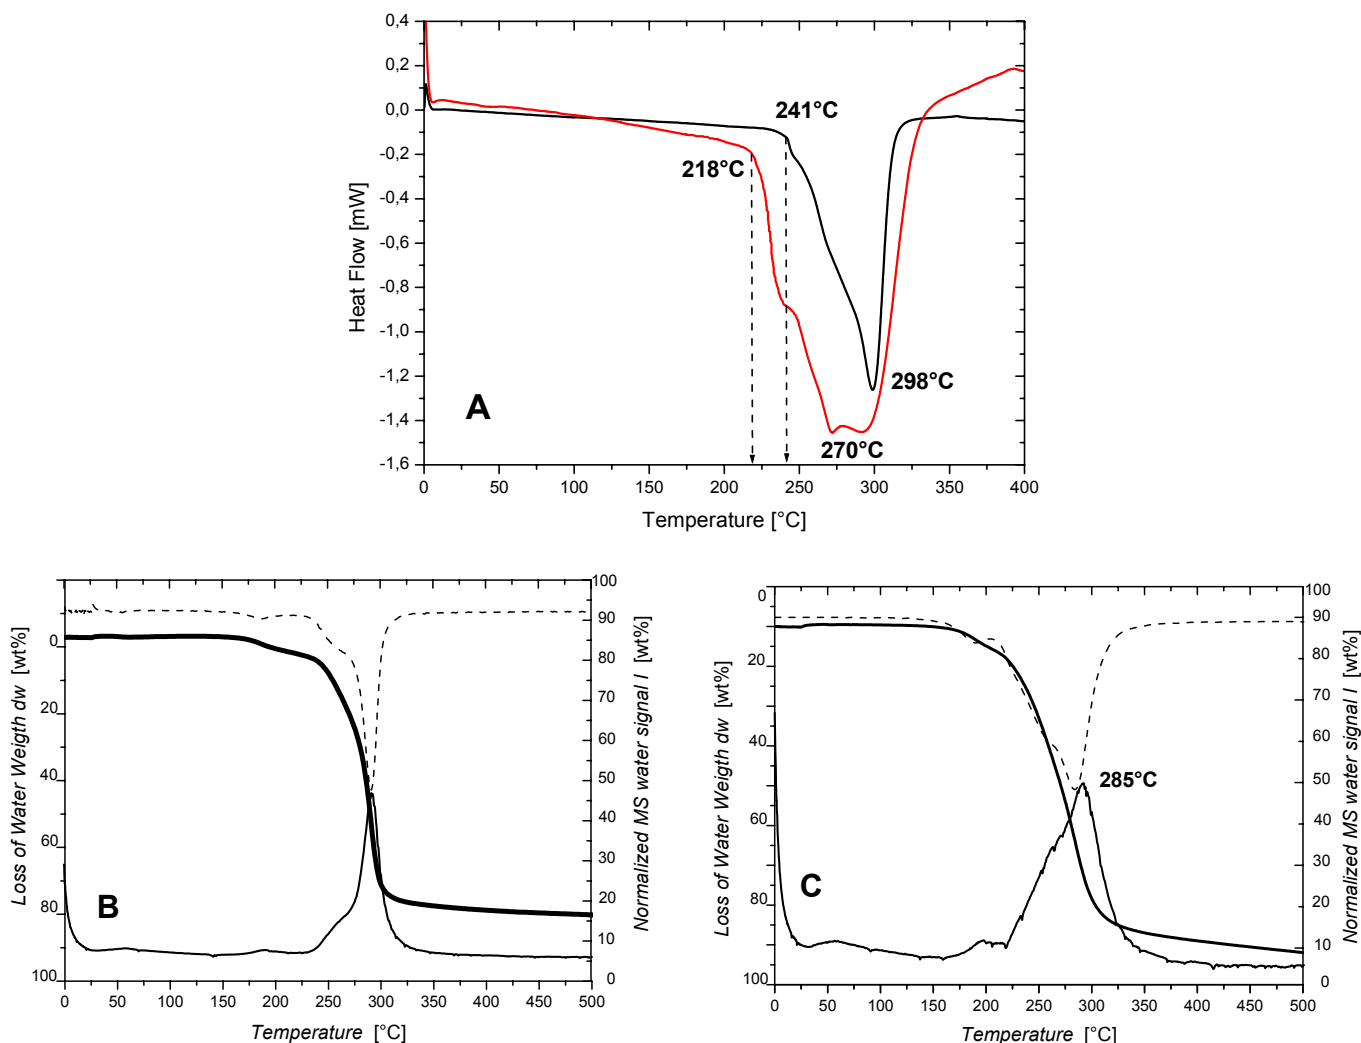 0,4
0,2
0,0
-0,2
-0,4
-0,6
-0,8
-1,0
-1,2
-1,4
-1,6
Heat Flow [mW]
241°C
218°C
298°C
270°C
A
0 50 100 150 200 250 300 350 400
Temperature [°C]
0
20
40
60
80
100
Loss of Water Weigth dw [wt%]
B
100
90
80
70
60
50
40
30
20
10
0
Normalized MS water signal I [wt%]
0 50 100 150 200 250 300 350 400 450 500
Temperature [°C]
0
20
40
60
80
100
Loss of Water Weigth dw [wt%]
285°C
C
100
90
80
70
60
50
40
30
20
10
0
Normalized MS water signal I [wt%]
0 50 100 150 200 250 300 350 400 450 500
Temperature [°C]